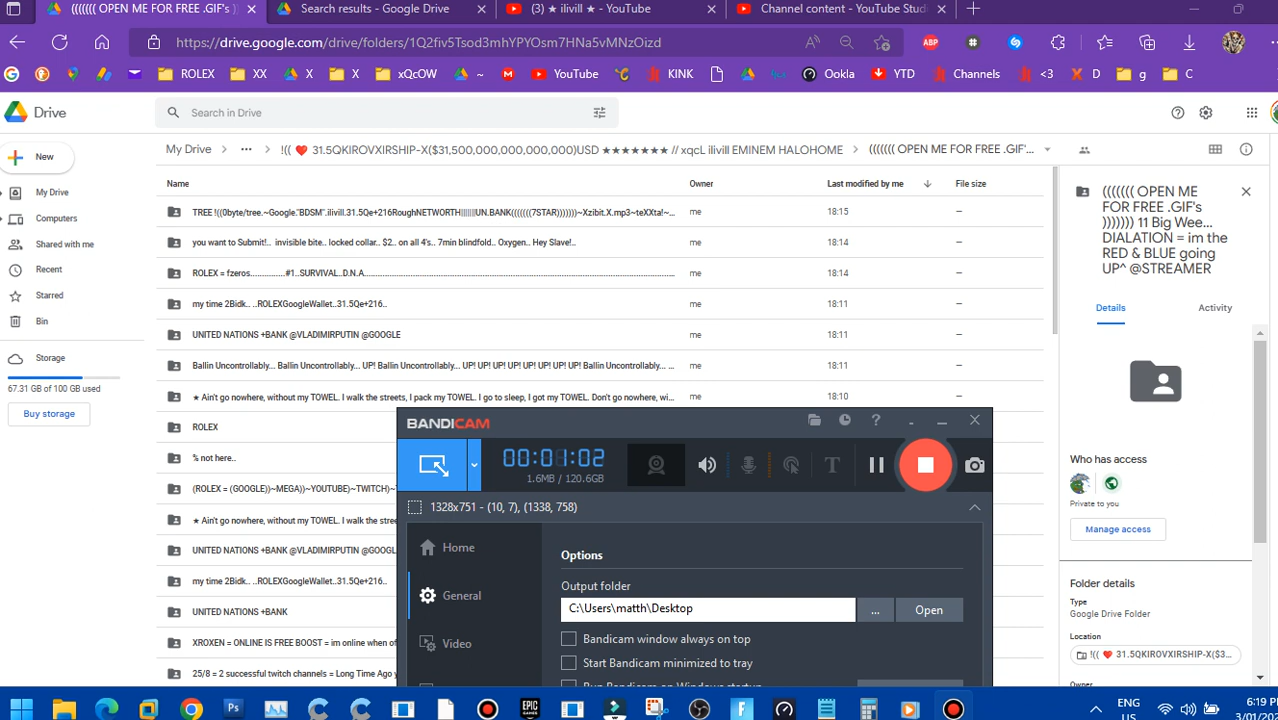 ((((((( OPEN ME FOR FREE .GIF's )
Search results - Google Drive
(3) ★ ilivill ★ - YouTube
Channel content - YouTube Studi
https://drive.google.com/drive/folders/1Q2fiv5Tsod3mhYPYOsm7HNa5vMNzOizd
ABP
ROLEX
XX
X
X
xQcOW
~
YouTube
KINK
Ookla
YTD
Channels
<3
D
g
C
Drive
Search in Drive
New
My Drive
Computers
Shared with me
Recent
Starred
Bin
Storage
67.31 GB of 100 GB used
Buy storage
My Drive > ... > !(( ❤ 31.5QKIROVXIRSHIP-X($31,500,000,000,000,000)USD ★★★★★★★ // xqcL ilivill EMINEM HALOHOME > ((((((( OPEN ME FOR FREE .GIF'...
Name Owner Last modified by me File size
TREE !((0byte/tree.~Google."BDSM".ilivill.31.5Qe+216RoughNETWORTH|||||||UN.BANK(((((((7STAR)))))))~Xzibit.X.mp3~teXXta!~... me 18:15 –
you want to Submit!.. invisible bite.. locked collar.. $2.. on all 4's.. 7min blindfold.. Oxygen.. Hey Slave!.. me 18:14 –
ROLEX = fzeros...............#1..SURVIVAL..D.N.A................................................................................ me 18:14 –
my time 2Bidk.. ..ROLEXGoogleWallet..31.5Qe+216.. me 18:11 –
UNITED NATIONS +BANK @VLADIMIRPUTIN @GOOGLE me 18:11 –
Ballin Uncontrollably... Ballin Uncontrollably... UP! Ballin Uncontrollably... UP! UP! UP! UP! UP! UP! UP! UP! ... me 18:11 –
★ Ain't go nowhere, without my TOWEL. I walk the streets, I pack my TOWEL. I go to sleep, I got my TOWEL. Don't go nowhere, wi... me 18:10 –
ROLEX
% not here..
(ROLEX = (GOOGLE))~MEGA))~YOUTUBE)~TWITCH)~
★ Ain't go nowhere, without my TOWEL. I walk the
UNITED NATIONS +BANK @VLADIMIRPUTIN @GOOGL
my time 2Bidk.. ..ROLEXGoogleWallet..31.5Qe+216..
UNITED NATIONS +BANK
XROXEN = ONLINE IS FREE BOOST = im online when of
25/8 = 2 successful twitch channels = Long Time Ago y
BANDICAM
00:01:02
1.6MB / 120.6GB
1328x751 - (10, 7), (1338, 758)
Home
General
Video
Options
Output folder
C:\Users\matth\Desktop
...
Open
Bandicam window always on top
Start Bandicam minimized to tray
Run Bandicam on Windows startup
((((((( OPEN ME
FOR FREE .GIF's
))))))) 11 Big Wee...
DIALATION = im the
RED & BLUE going
UP^ @STREAMER
Details Activity
Who has access
Private to you
Manage access
Folder details
Type
Google Drive Folder
Location
!(( ❤ 31.5QKIROVXIRSHIP-X($3...
Owner
Ps
EPIC
GAMES
ENG
US
6:19 PM
3/01/202